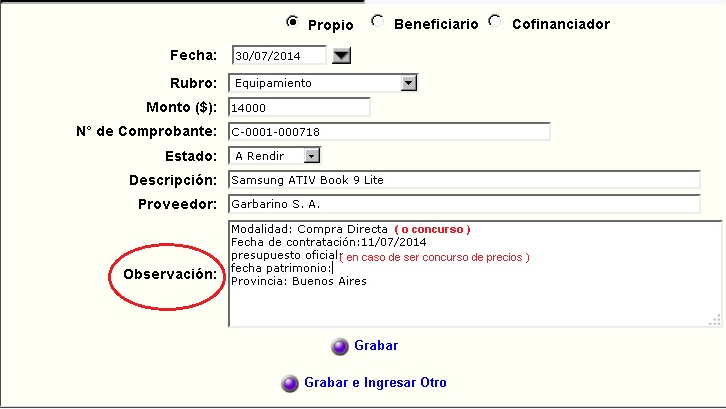 Propio Beneficiario Cofinanciador
Fecha: 30/07/2014
Rubro: Equipamiento
Monto ($): 14000
N° de Comprobante: C-0001-000718
Estado: A Rendir
Descripción: Samsung ATIV Book 9 Lite
Proveedor: Garbarino S. A.
Modalidad: Compra Directa ( o concurso )
Fecha de contratación:11/07/2014
presupuesto oficial:( en caso de ser concurso de precios )
Observación: fecha patrimonio:
Provincia: Buenos Aires
Grabar
Grabar e Ingresar Otro